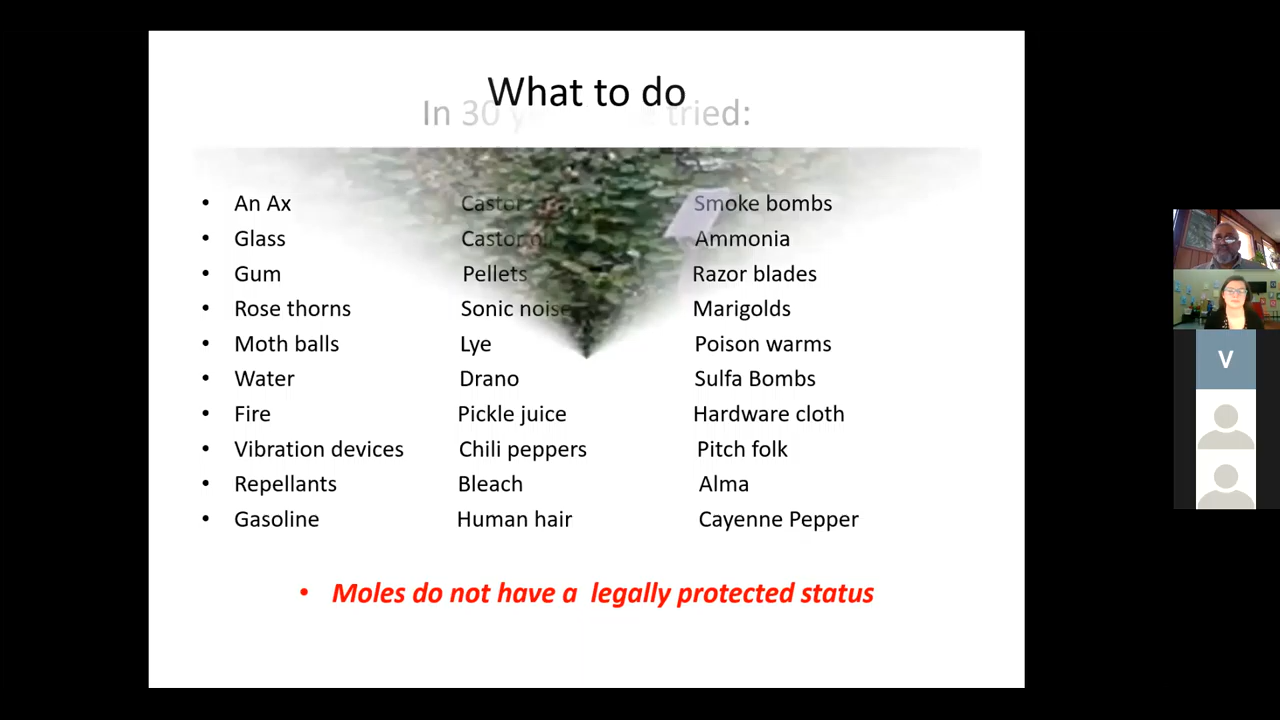 What to do
In 30 tried:
• An Ax Castor Smoke bombs
• Glass Castor Ammonia
• Gum Pellets Razor blades
• Rose thorns Sonic noise Marigolds
• Moth balls Lye Poison warms
• Water Drano Sulfa Bombs
• Fire Pickle juice Hardware cloth
• Vibration devices Chili peppers Pitch folk
• Repellants Bleach Alma
• Gasoline Human hair Cayenne Pepper
• Moles do not have a legally protected status
V